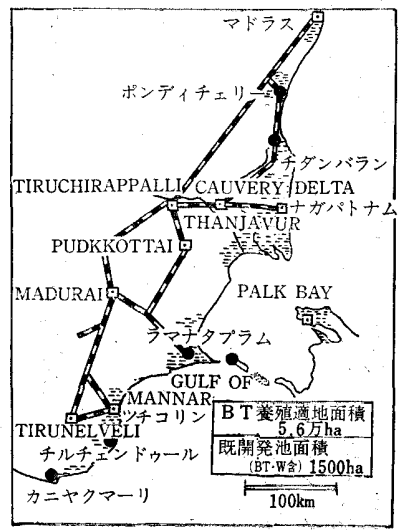 マドラス
ポンディチェリー
チダンバラン
TIRUCHIRAPPALLI CAUVERY DELTA
ナガパトナム
THANJAVUR
PUDKKOTTAI
MADURAI
PALK BAY
ラマナタプラム
GULF OF
MANNAR
ツチコリン
TIRUNELVELI
チルチェンドゥール
カニヤクマーリ
BT養殖適地面積
5,6万ha
既開発池面積
(BT·W含) 1500ha
100km